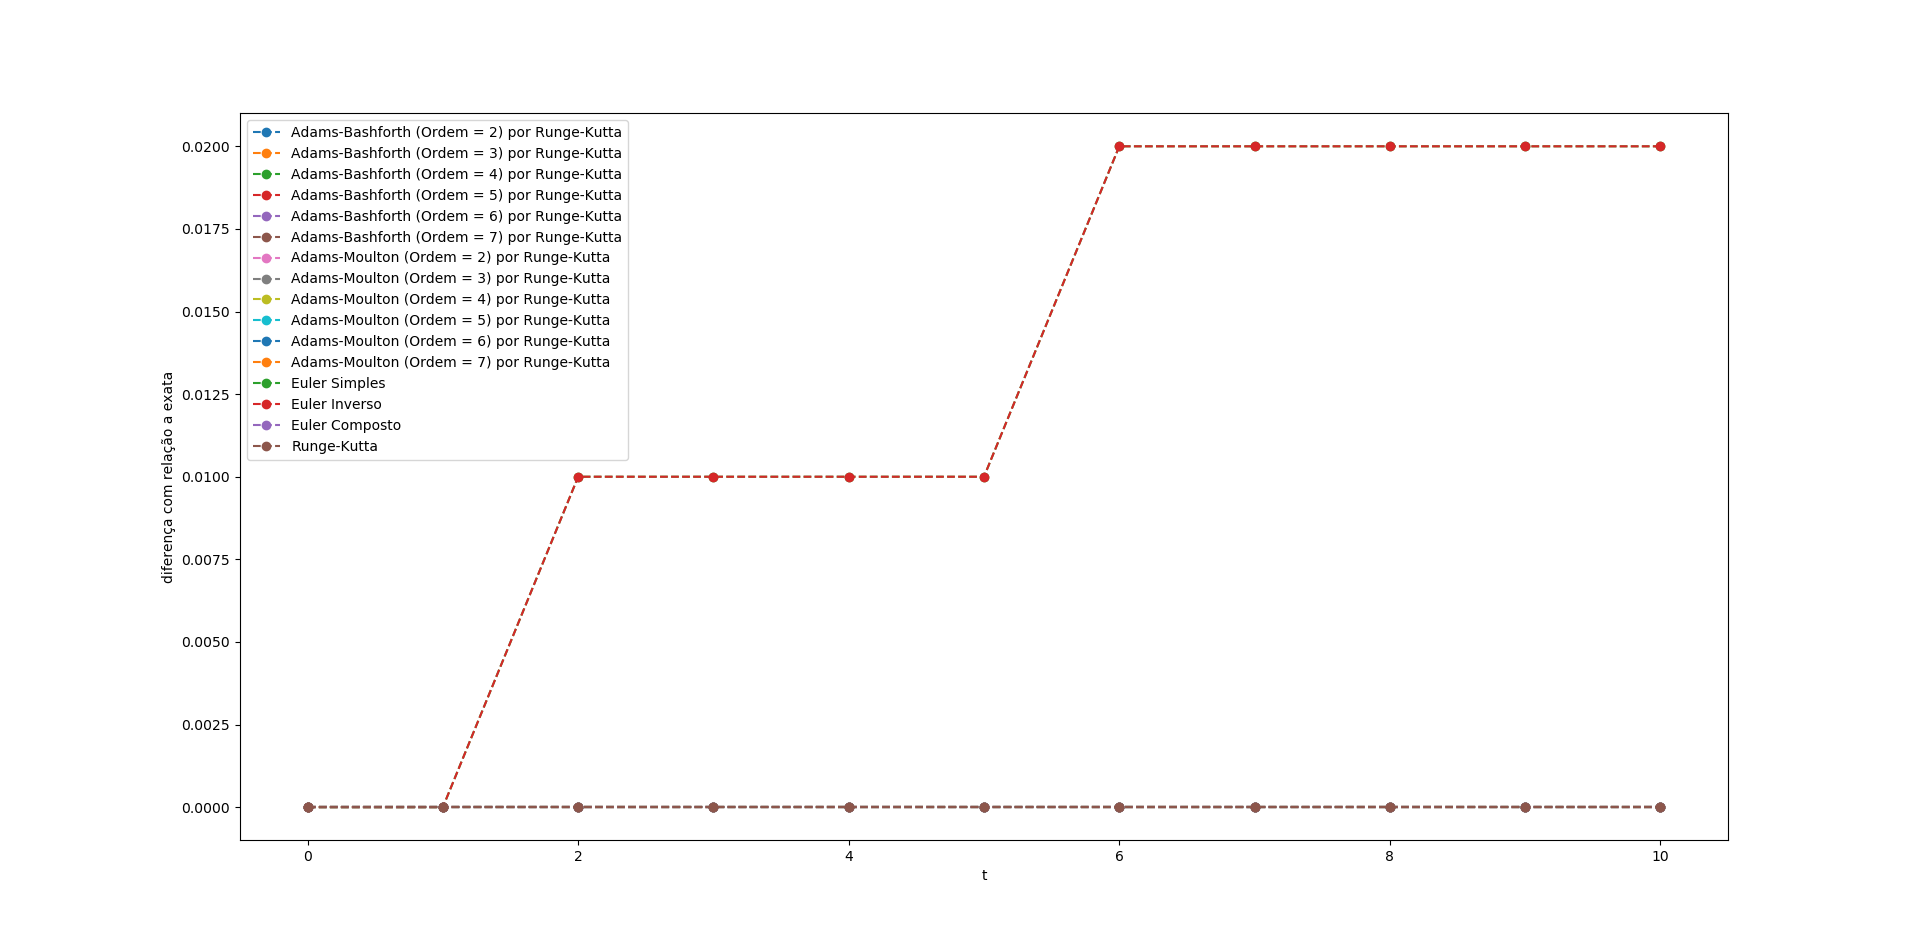 Adams-Bashforth (Ordem = 2) por Runge-Kutta
Adams-Bashforth (Ordem = 3) por Runge-Kutta
Adams-Bashforth (Ordem = 4) por Runge-Kutta
Adams-Bashforth (Ordem = 5) por Runge-Kutta
Adams-Bashforth (Ordem = 6) por Runge-Kutta
Adams-Bashforth (Ordem = 7) por Runge-Kutta
Adams-Moulton (Ordem = 2) por Runge-Kutta
Adams-Moulton (Ordem = 3) por Runge-Kutta
Adams-Moulton (Ordem = 4) por Runge-Kutta
Adams-Moulton (Ordem = 5) por Runge-Kutta
Adams-Moulton (Ordem = 6) por Runge-Kutta
Adams-Moulton (Ordem = 7) por Runge-Kutta
Euler Simples
Euler Inverso
Euler Composto
Runge-Kutta
diferença com relação a exata
0.0200
0.0175
0.0150
0.0125
0.0100
0.0075
0.0050
0.0025
0.0000
0 2 4 6 8 10
t